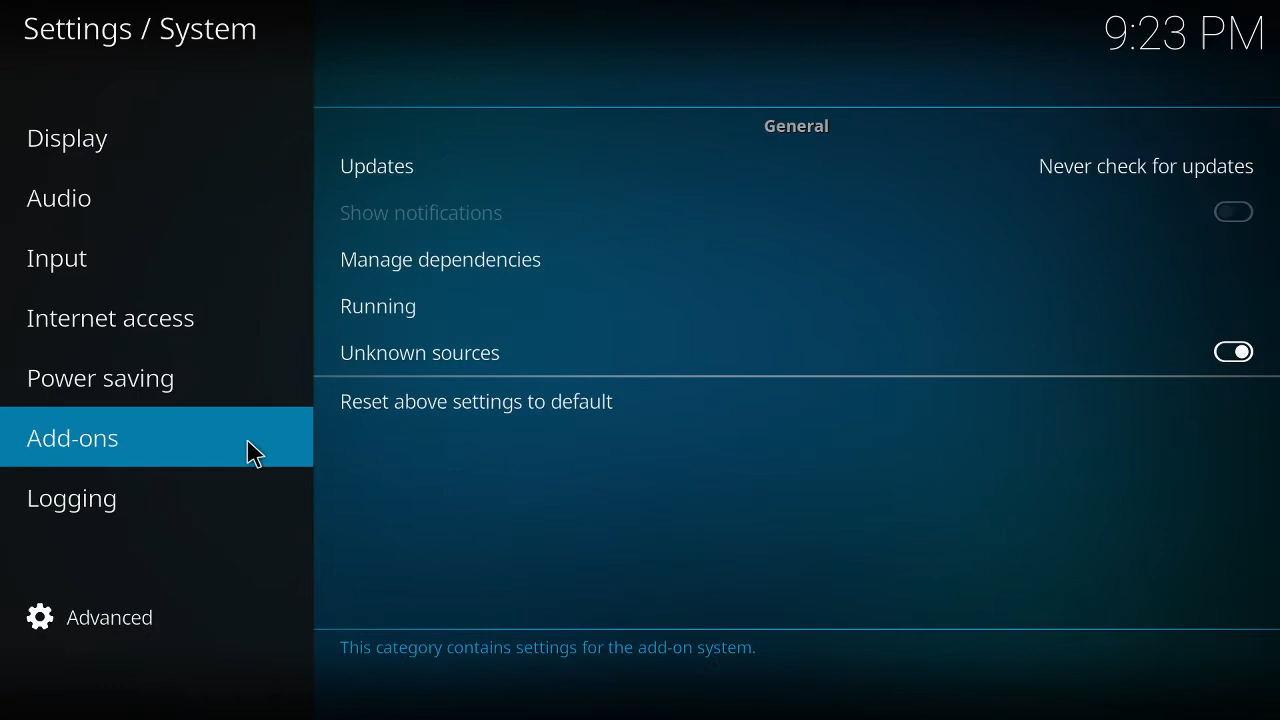 Settings / System
9:23 PM
Display
Audio
Input
Internet access
Power saving
Add-ons
Logging
Advanced
General
Updates Never check for updates
Show notifications
Manage dependencies
Running
Unknown sources
Reset above settings to default
This category contains settings for the add-on system.